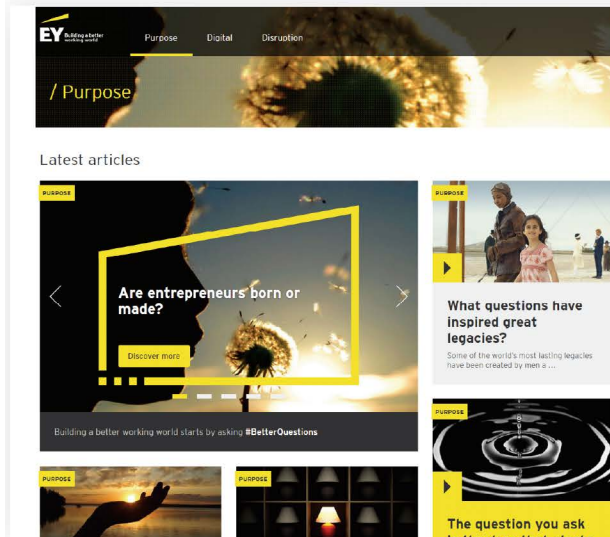 EY Building a better
working world
Purpose
Digital
Disruption
/ Purpose
Latest articles
PURPOSE
Are entrepreneurs born or
made?
Discover more
Building a better working world starts by asking #BetterQuestions
PURPOSE
What questions have
inspired great
legacies?
Some of the world's most lasting legacies
have been created by men a ...
PURPOSE
The question you ask
PURPOSE
PURPOSE